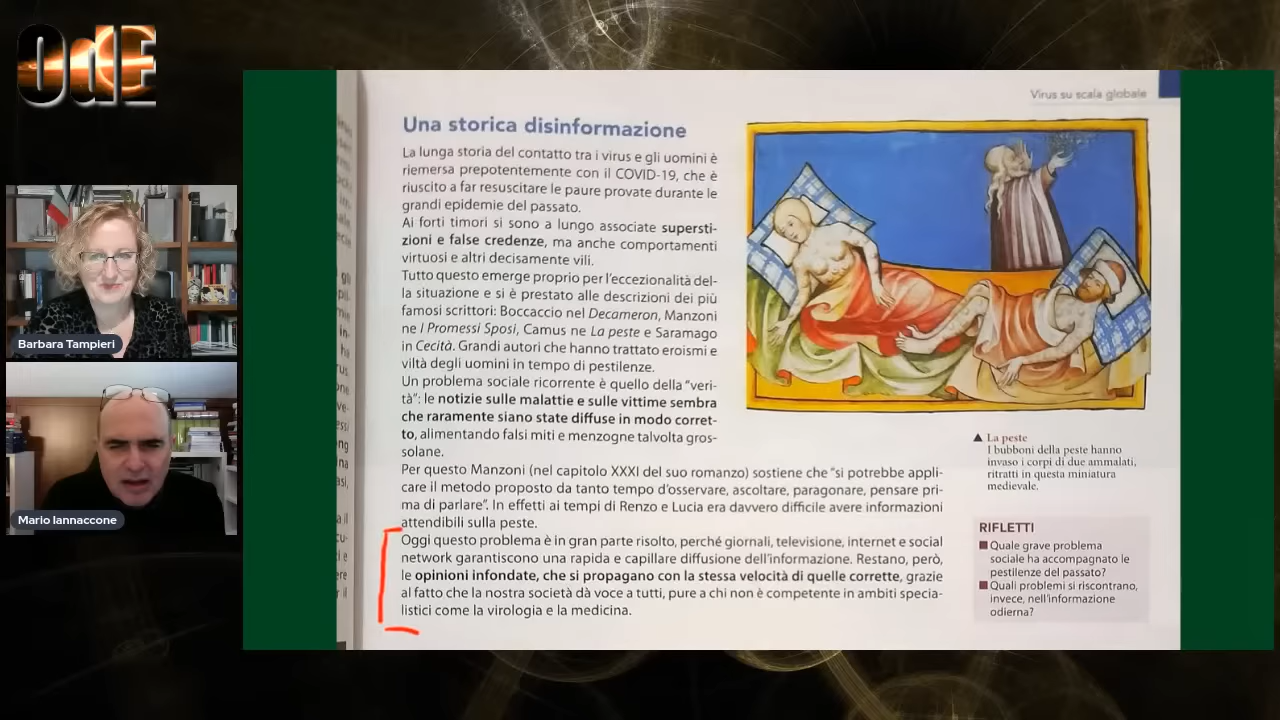 OdE
Barbara Tampieri
Mario Iannaccone
Virus su scala globale
Una storica disinformazione
La lunga storia del contatto tra i virus e gli uomini è
riemersa prepotentemente con il COVID-19, che è
riuscito a far resuscitare le paure provate durante le
grandi epidemie del passato.
Ai forti timori si sono a lungo associate supersti-
zioni e false credenze, ma anche comportamenti
virtuosi e altri decisamente vili.
Tutto questo emerge proprio per l'eccezionalità del-
la situazione e si è prestato alle descrizioni dei più
famosi scrittori: Boccaccio nel Decameron, Manzoni
ne I Promessi Sposi, Camus ne La peste e Saramago
in Cecità. Grandi autori che hanno trattato eroismi e
viltà degli uomini in tempo di pestilenze.
Un problema sociale ricorrente è quello della "veri-
tà": le notizie sulle malattie e sulle vittime sembra
che raramente siano state diffuse in modo corret-
to, alimentando falsi miti e menzogne talvolta gros-
solane.
Per questo Manzoni (nel capitolo XXXI del suo romanzo) sostiene che "si potrebbe appli-
care il metodo proposto da tanto tempo d'osservare, ascoltare, paragonare, pensare pri-
ma di parlare". In effetti ai tempi di Renzo e Lucia era davvero difficile avere informazioni
attendibili sulla peste.
Oggi questo problema è in gran parte risolto, perché giornali, televisione, internet e social
network garantiscono una rapida e capillare diffusione dell'informazione. Restano, però,
le opinioni infondate, che si propagano con la stessa velocità di quelle corrette, grazie
al fatto che la nostra società dà voce a tutti, pure a chi non è competente in ambiti specia-
listici come la virologia e la medicina.
▲ La peste
I bubboni della peste hanno
invaso i corpi di due ammalati,
ritratti in questa miniatura
medievale.
RIFLETTI
■ Quale grave problema
sociale ha accompagnato le
pestilenze del passato?
■ Quali problemi si riscontrano,
invece, nell'informazione
odierna?